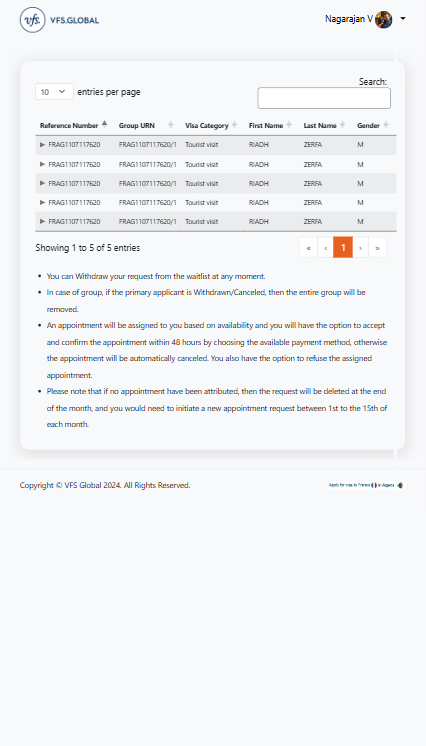 vfs VFS.GLOBAL
Nagarajan V
10 entries per page
Search:
Reference Number Group URN Visa Category First Name Last Name Gender
FRAG1107117620 FRAG1107117620/1 Tourist visit RIADH ZERFA M
FRAG1107117620 FRAG1107117620/1 Tourist visit RIADH ZERFA M
FRAG1107117620 FRAG1107117620/1 Tourist visit RIADH ZERFA M
FRAG1107117620 FRAG1107117620/1 Tourist visit RIADH ZERFA M
FRAG1107117620 FRAG1107117620/1 Tourist visit RIADH ZERFA M
Showing 1 to 5 of 5 entries
« ‹ 1 › »
• You can Withdraw your request from the waitlist at any moment.
• In case of group, if the primary applicant is Withdrawn/Canceled, then the entire group will be
removed.
• An appointment will be assigned to you based on availability and you will have the option to accept
and confirm the appointment within 48 hours by choosing the available payment method, otherwise
the appointment will be automatically canceled. You also have the option to refuse the assigned
appointment.
• Please note that if no appointment have been attributed, then the request will be deleted at the end
of the month, and you would need to initiate a new appointment request between 1st to the 15th of
each month.
Copyright © VFS Global 2024. All Rights Reserved.
Apply for visa to France in Algeria